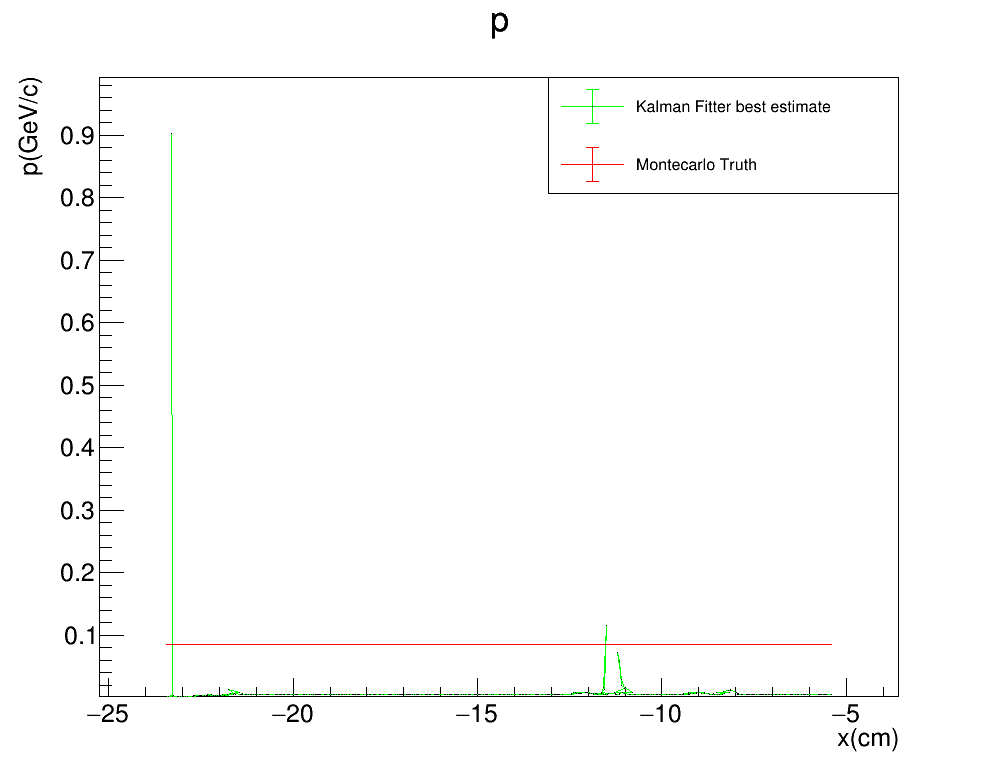 p
p(GeV/c)
Kalman Fitter best estimate
Montecarlo Truth
0.9
0.8
0.7
0.6
0.5
0.4
0.3
0.2
0.1
−25 −20 −15 −10 −5
x(cm)